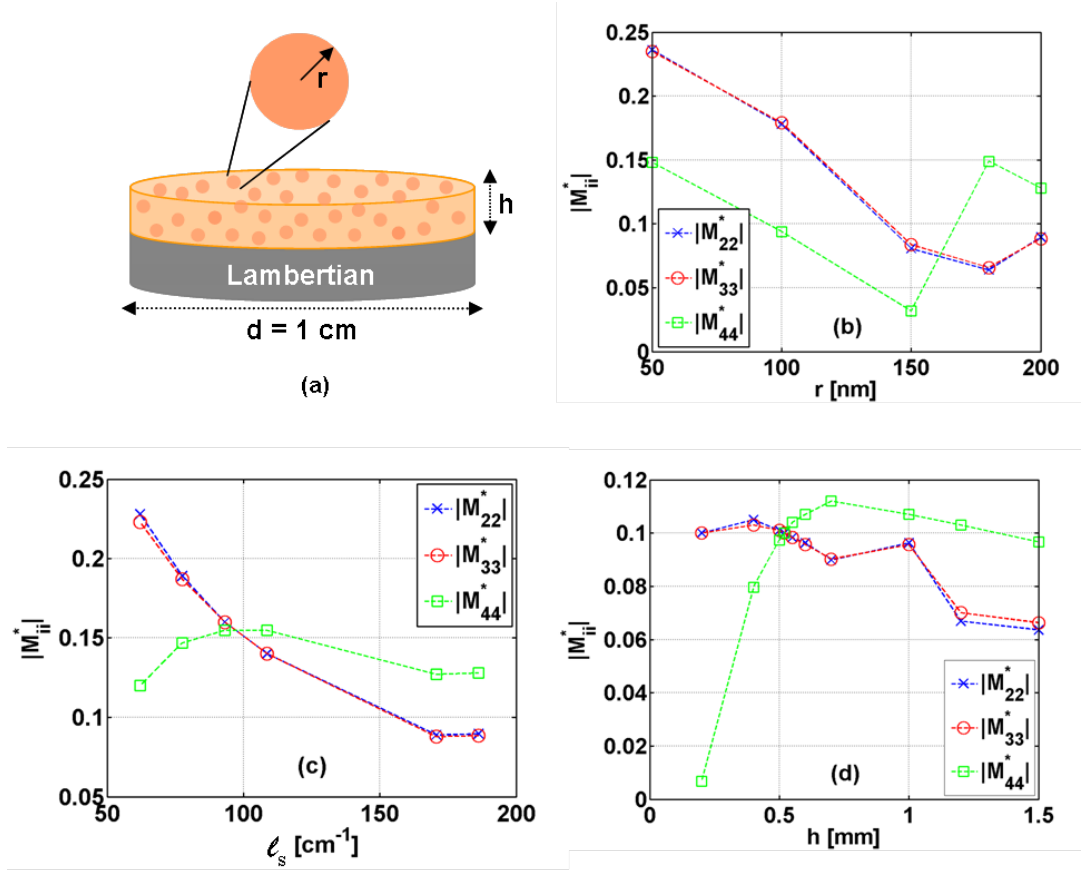 r
h
Lambertian
d = 1 cm
(a)
0.25
0.2
0.15
0.1
0.05
0
|M*ii|
|M*22|
|M*33|
|M*44|
(b)
50 100 150 200
r [nm]
0.25
0.2
0.15
0.1
0.05
|M*ii|
|M*22|
|M*33|
|M*44|
(c)
50 100 150 200
ℓs [cm-1]
0.12
0.1
0.08
0.06
0.04
0.02
0
|M*ii|
|M*22|
|M*33|
|M*44|
(d)
0 0.5 1 1.5
h [mm]